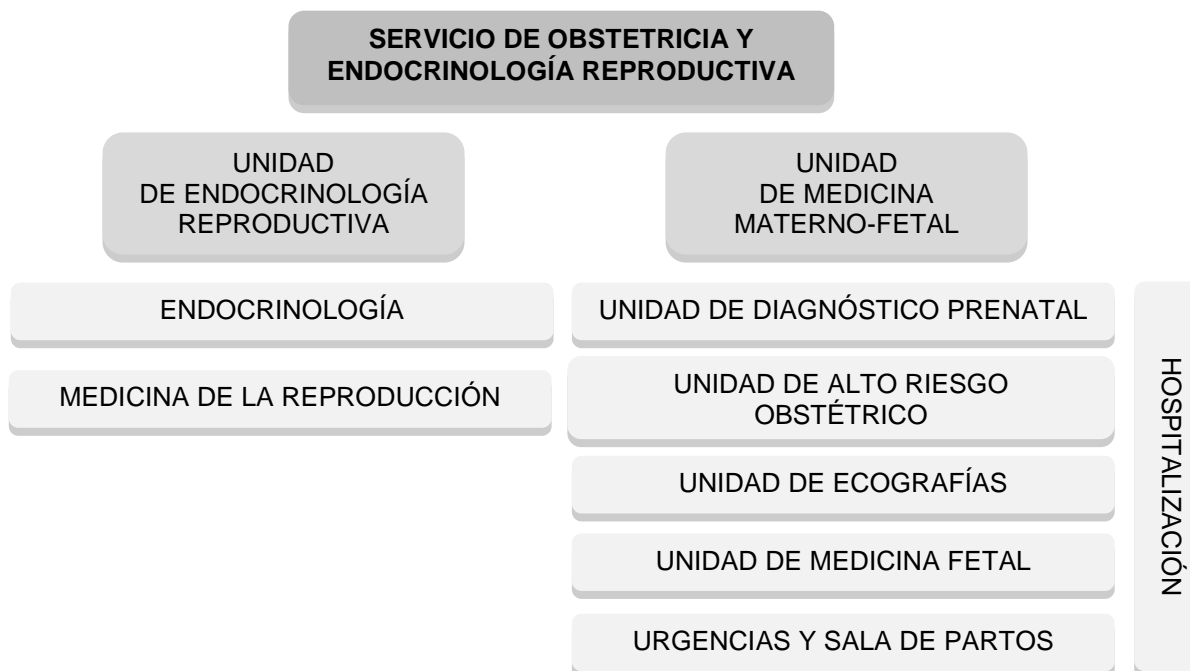 SERVICIO DE OBSTETRICIA Y
ENDOCRINOLOGÍA REPRODUCTIVA
UNIDAD
DE ENDOCRINOLOGÍA
REPRODUCTIVA
UNIDAD
DE MEDICINA
MATERNO-FETAL
ENDOCRINOLOGÍA
MEDICINA DE LA REPRODUCCIÓN
UNIDAD DE DIAGNÓSTICO PRENATAL
UNIDAD DE ALTO RIESGO
OBSTÉTRICO
UNIDAD DE ECOGRAFÍAS
UNIDAD DE MEDICINA FETAL
URGENCIAS Y SALA DE PARTOS
HOSPITALIZACIÓN